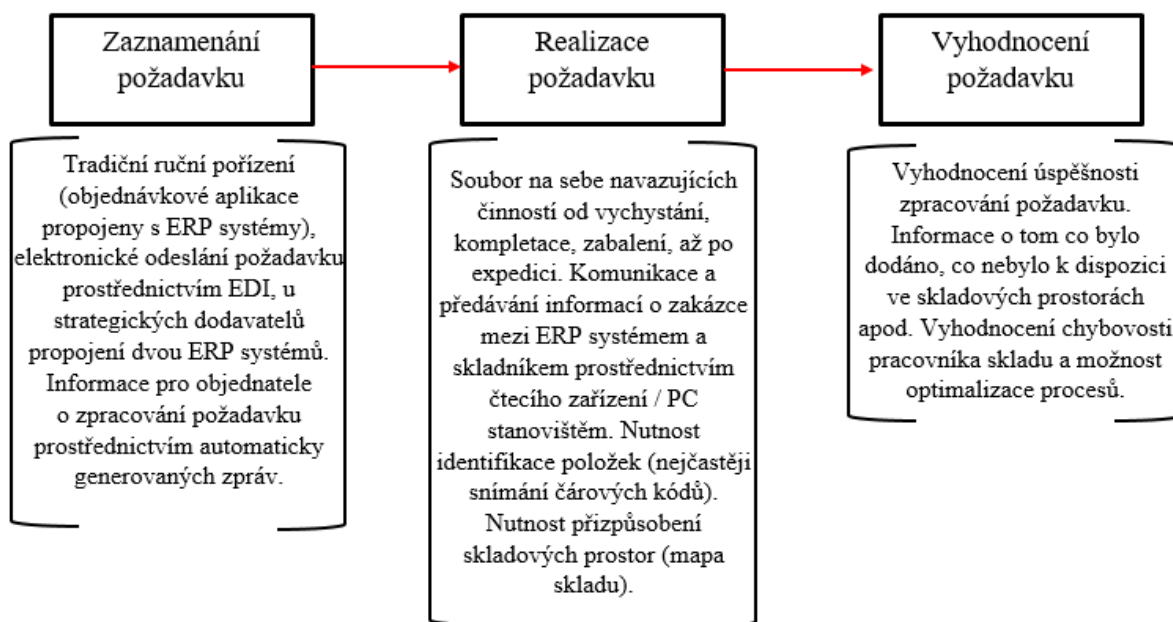 Zaznamenání
požadavku
Realizace
požadavku
Vyhodnocení
požadavku
Tradiční ruční pořízení
(objednávkové aplikace
propojeny s ERP systémy),
elektronické odeslání požadavku
prostřednictvím EDI, u
strategických dodavatelů
propojení dvou ERP systémů.
Informace pro objednatele
o zpracování požadavku
prostřednictvím automaticky
generovaných zpráv.
Soubor na sebe navazujících
činností od vychystání,
kompletace, zabalení, až po
expedici. Komunikace a
předávání informací o zakázce
mezi ERP systémem a
skladníkem prostřednictvím
čtecího zařízení / PC
stanovištěm. Nutnost
identifikace položek (nejčastěji
snímání čárových kódů).
Nutnost přizpůsobení
skladových prostor (mapa
skladu).
Vyhodnocení úspěšnosti
zpracování požadavku.
Informace o tom co bylo
dodáno, co nebylo k dispozici
ve skladových prostorách
apod. Vyhodnocení chybovosti
pracovníka skladu a možnost
optimalizace procesů.